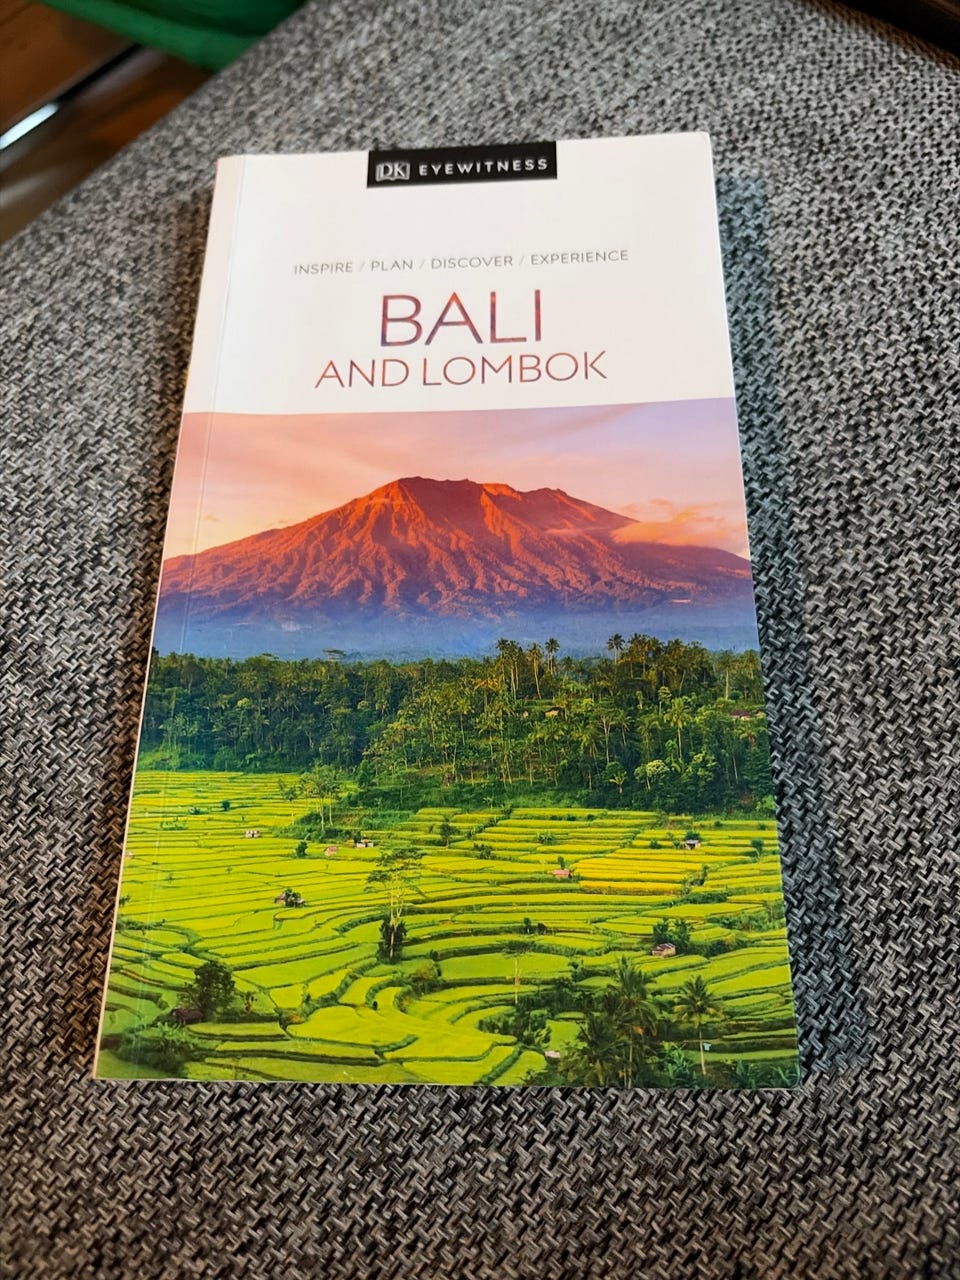 DK EYEWITNESS
INSPIRE / PLAN / DISCOVER / EXPERIENCE
BALI
AND LOMBOK